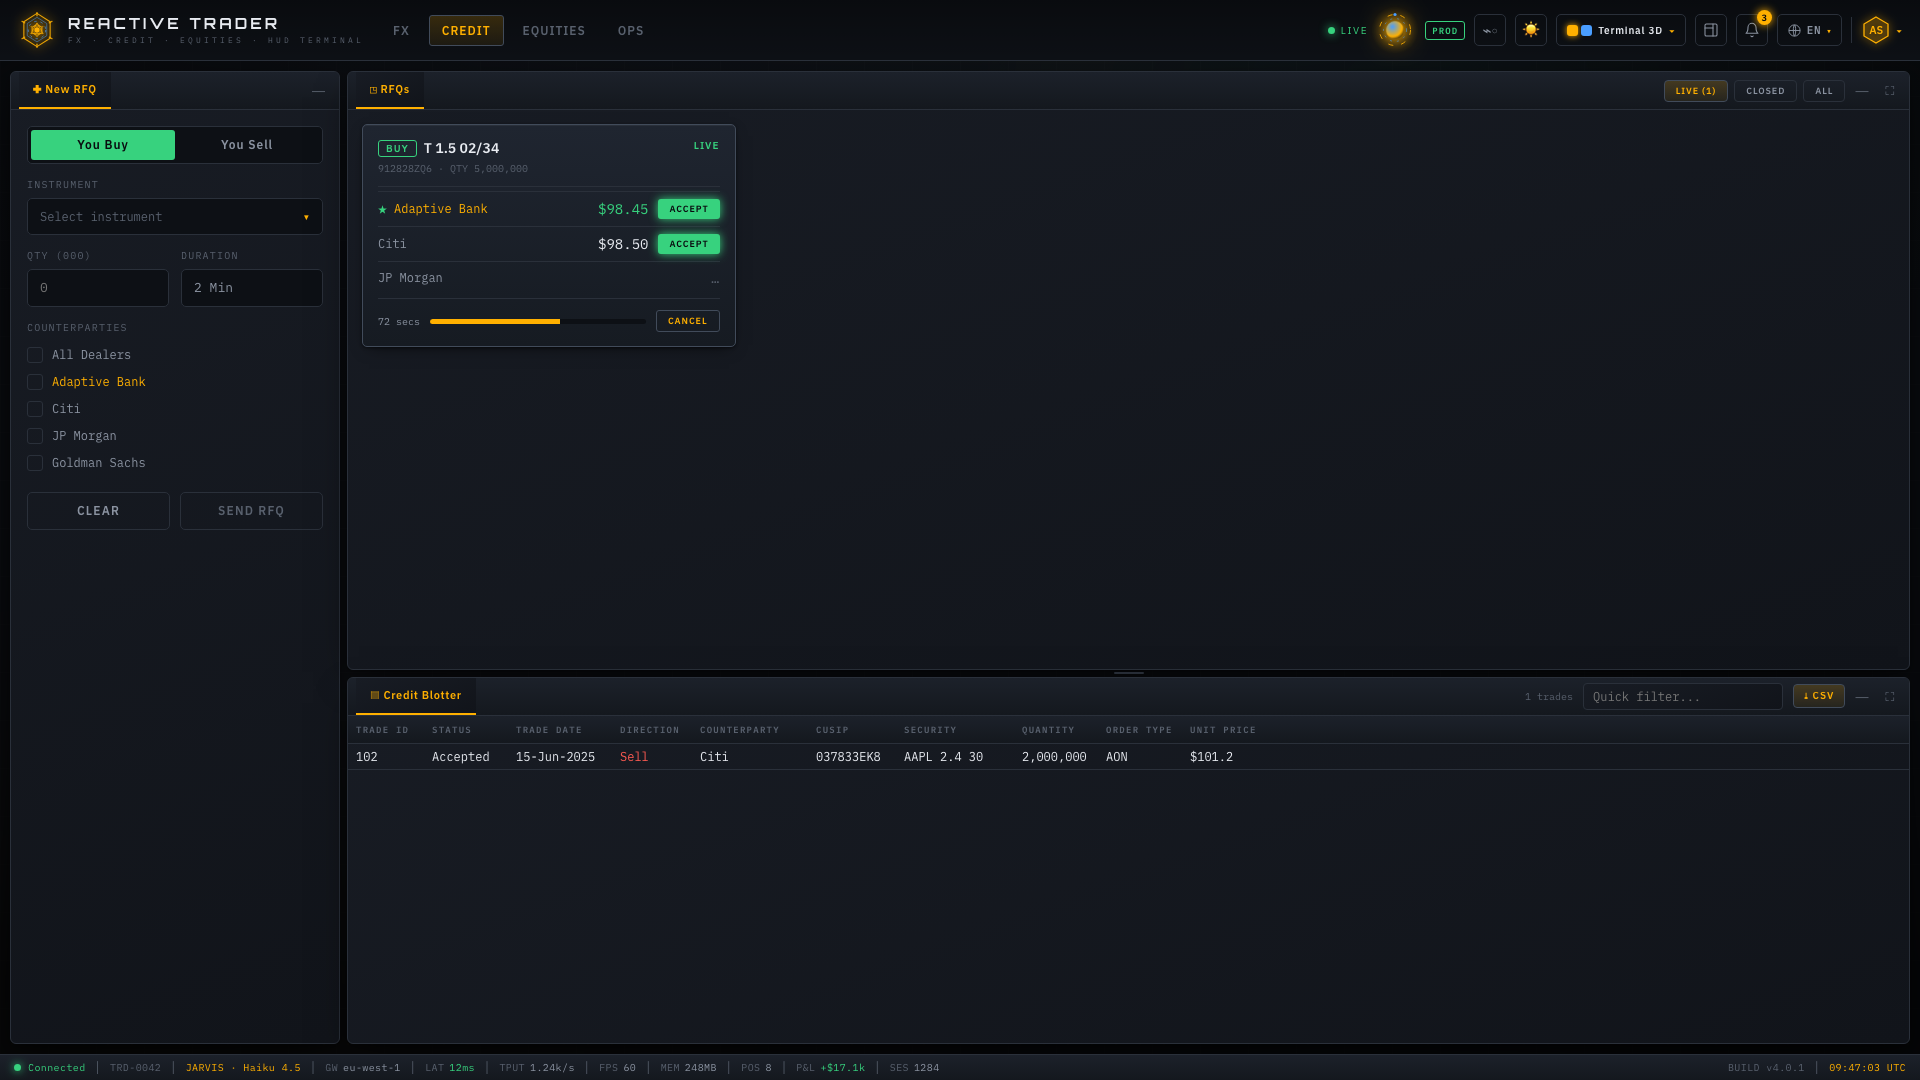 REACTIVE TRADER
FX · CREDIT · EQUITIES · HUD TERMINAL
FX CREDIT EQUITIES OPS
LIVE PROD Terminal 3D 3 EN AS
New RFQ
You Buy You Sell
INSTRUMENT
Select instrument
QTY (000) DURATION
0 2 Min
COUNTERPARTIES
All Dealers
Adaptive Bank
Citi
JP Morgan
Goldman Sachs
CLEAR SEND RFQ
RFQs LIVE (1) CLOSED ALL
BUY T 1.5 02/34 LIVE
912828ZQ6 · QTY 5,000,000
★ Adaptive Bank $98.45 ACCEPT
Citi $98.50 ACCEPT
JP Morgan …
72 secs CANCEL
Credit Blotter 1 trades Quick filter... ↓ CSV
TRADE ID STATUS TRADE DATE DIRECTION COUNTERPARTY CUSIP SECURITY QUANTITY ORDER TYPE UNIT PRICE
102 Accepted 15-Jun-2025 Sell Citi 037833EK8 AAPL 2.4 30 2,000,000 AON $101.2
Connected TRD-0042 JARVIS · Haiku 4.5 GW eu-west-1 LAT 12ms TPUT 1.24k/s FPS 60 MEM 248MB POS 8 P&L +$17.1k SES 1284 BUILD v4.0.1 09:47:03 UTC